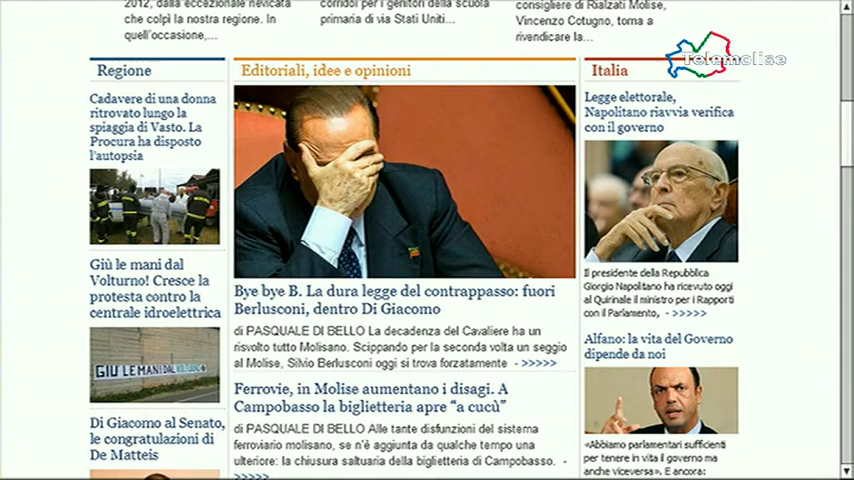 2012, dalla eccezionale nevicata
che colpì la nostra regione. In
quell'occasione,...
corridoi per i genitori della scuola
primaria di via Stati Uniti...
consigliere di Rialzati Molise,
Vincenzo Cotugno, torna a
rivendicare la...
Telemolise
Regione
Cadavere di una donna
ritrovato lungo la
spiaggia di Vasto. La
Procura ha disposto
l'autopsia
Giù le mani dal
Volturno! Cresce la
protesta contro la
centrale idroelettrica
GIÙ LE MANI DAL VOLTURNO
Di Giacomo al Senato,
le congratulazioni di
De Matteis
Editoriali, idee e opinioni
Bye bye B. La dura legge del contrappasso: fuori
Berlusconi, dentro Di Giacomo
di PASQUALE DI BELLO La decadenza del Cavaliere ha un
risvolto tutto Molisano. Scippando per la seconda volta un seggio
al Molise, Silvio Berlusconi oggi si trova forzatamente - >>>>>
Ferrovie, in Molise aumentano i disagi. A
Campobasso la biglietteria apre “a cucù”
di PASQUALE DI BELLO Alle tante disfunzioni del sistema
ferroviario molisano, se n'è aggiunta da qualche tempo una
ulteriore: la chiusura saltuaria della biglietteria di Campobasso. -
>>>>>
Italia
Legge elettorale,
Napolitano riavvia verifica
con il governo
Il presidente della Repubblica
Giorgio Napolitano ha ricevuto oggi
al Quirinale il ministro per i Rapporti
con il Parlamento, - >>>>>
Alfano: la vita del Governo
dipende da noi
«Abbiamo parlamentari sufficienti
per tenere in vita il governo ma
anche viceversa». E ancora: